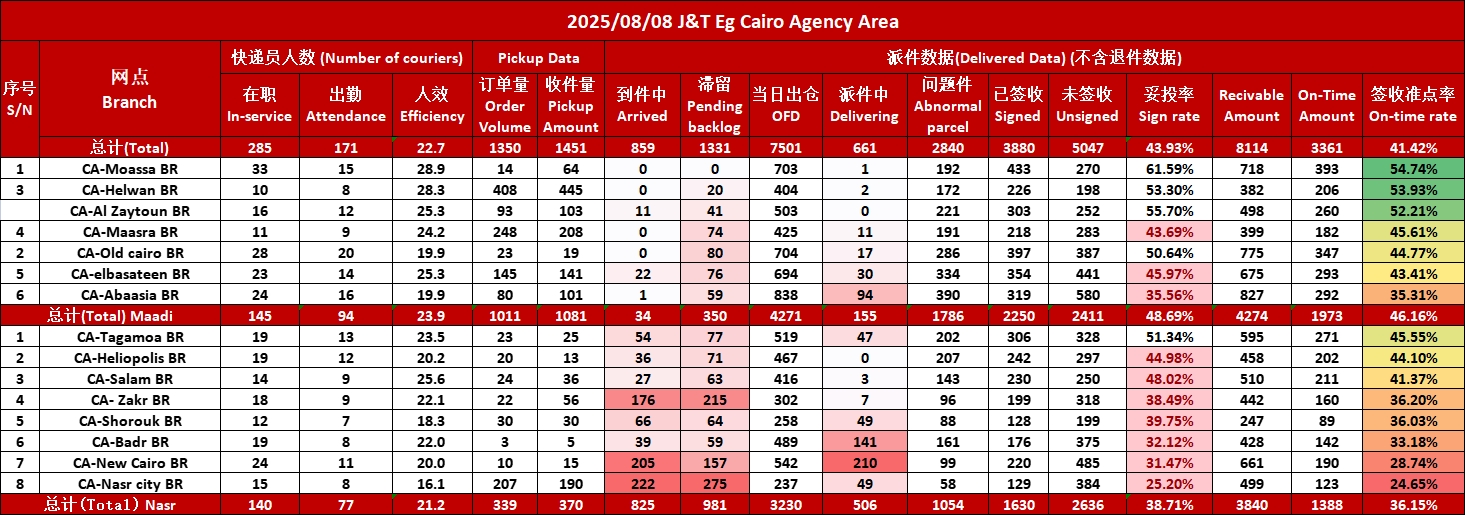 2025/08/08 J&T Eg Cairo Agency Area
序号 S/N 网点 Branch 快递员人数 (Number of couriers) Pickup Data 派件数据(Delivered Data) (不含退件数据)
在职 In-service 出勤 Attendance 人效 Efficiency 订单量 Order Volume 收件量 Pickup Amount 到件中 Arrived 滞留 Pending backlog 当日出仓 OFD 派件中 Delivering 问题件 Abnormal parcel 已签收 Signed 未签收 Unsigned 妥投率 Sign rate Recivable Amount On-Time Amount 签收准点率 On-time rate
总计(Total) 285 171 22.7 1350 1451 859 1331 7501 661 2840 3880 5047 43.93% 8114 3361 41.42%
1 CA-Moassa BR 33 15 28.9 14 64 0 0 703 1 192 433 270 61.59% 718 393 54.74%
3 CA-Helwan BR 10 8 28.3 408 445 0 20 404 2 172 226 198 53.30% 382 206 53.93%
CA-Al Zaytoun BR 16 12 25.3 93 103 11 41 503 0 221 303 252 55.70% 498 260 52.21%
4 CA-Maasra BR 11 9 24.2 248 208 0 74 425 11 191 218 283 43.69% 399 182 45.61%
2 CA-Old cairo BR 28 20 19.9 23 19 0 80 704 17 286 397 387 50.64% 775 347 44.77%
5 CA-elbasateen BR 23 14 25.3 145 141 22 76 694 30 334 354 441 45.97% 675 293 43.41%
6 CA-Abaasia BR 24 16 19.9 80 101 1 59 838 94 390 319 580 35.56% 827 292 35.31%
总计(Total) Maadi 145 94 23.9 1011 1081 34 350 4271 155 1786 2250 2411 48.69% 4274 1973 46.16%
1 CA-Tagamoa BR 19 13 23.5 23 25 54 77 519 47 202 306 328 51.34% 595 271 45.55%
2 CA-Heliopolis BR 19 12 20.2 20 13 36 71 467 0 207 242 297 44.98% 458 202 44.10%
3 CA-Salam BR 14 9 25.6 24 36 27 63 416 3 143 230 250 48.02% 510 211 41.37%
4 CA- Zakr BR 18 9 22.1 22 56 176 215 302 7 96 199 318 38.49% 442 160 36.20%
5 CA-Shorouk BR 12 7 18.3 30 30 66 64 258 49 88 128 199 39.75% 247 89 36.03%
6 CA-Badr BR 19 8 22.0 3 5 39 59 489 141 161 176 375 32.12% 428 142 33.18%
7 CA-New Cairo BR 24 11 20.0 10 15 205 157 542 210 99 220 485 31.47% 661 190 28.74%
8 CA-Nasr city BR 15 8 16.1 207 190 222 275 237 49 58 129 384 25.20% 499 123 24.65%
总计(Total) Nasr 140 77 21.2 339 370 825 981 3230 506 1054 1630 2636 38.71% 3840 1388 36.15%